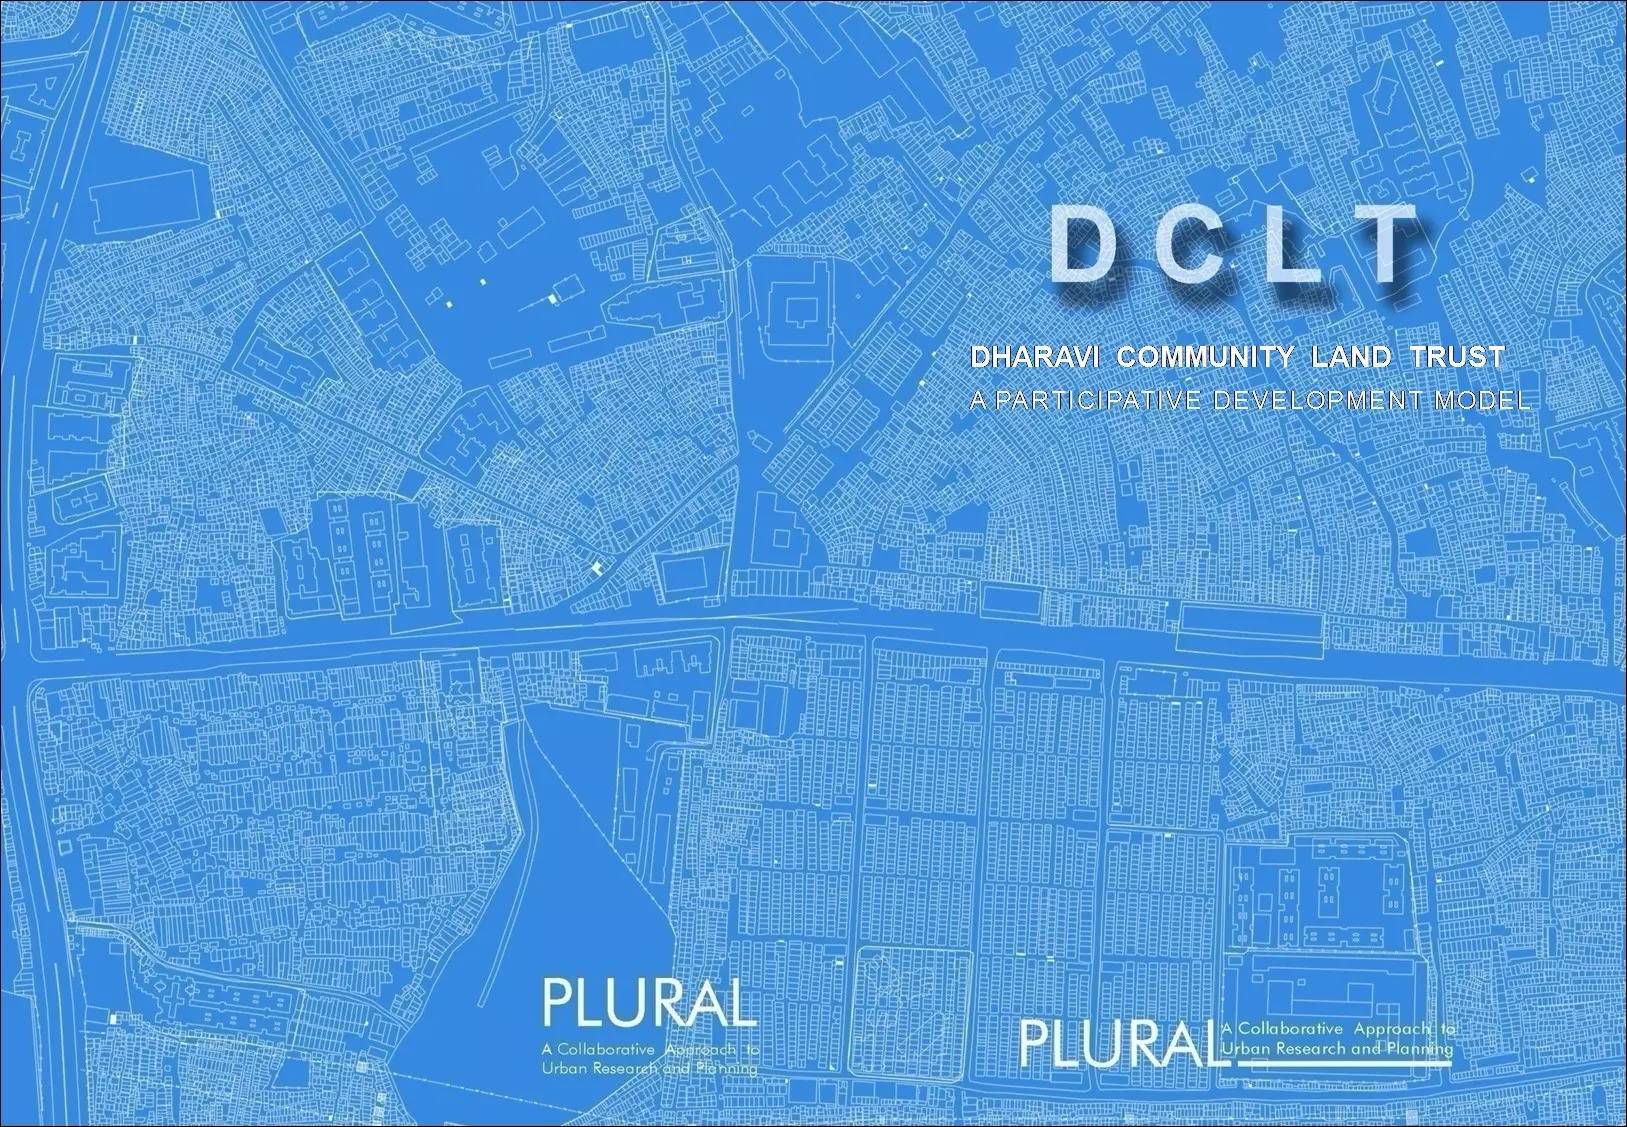 D C L T
DHARAVI COMMUNITY LAND TRUST
A PARTICIPATIVE DEVELOPMENT MODEL
PLURAL
A Collaborative Approach to
Urban Research and Planning
PLURAL
A Collaborative Approach to
Urban Research and Planning